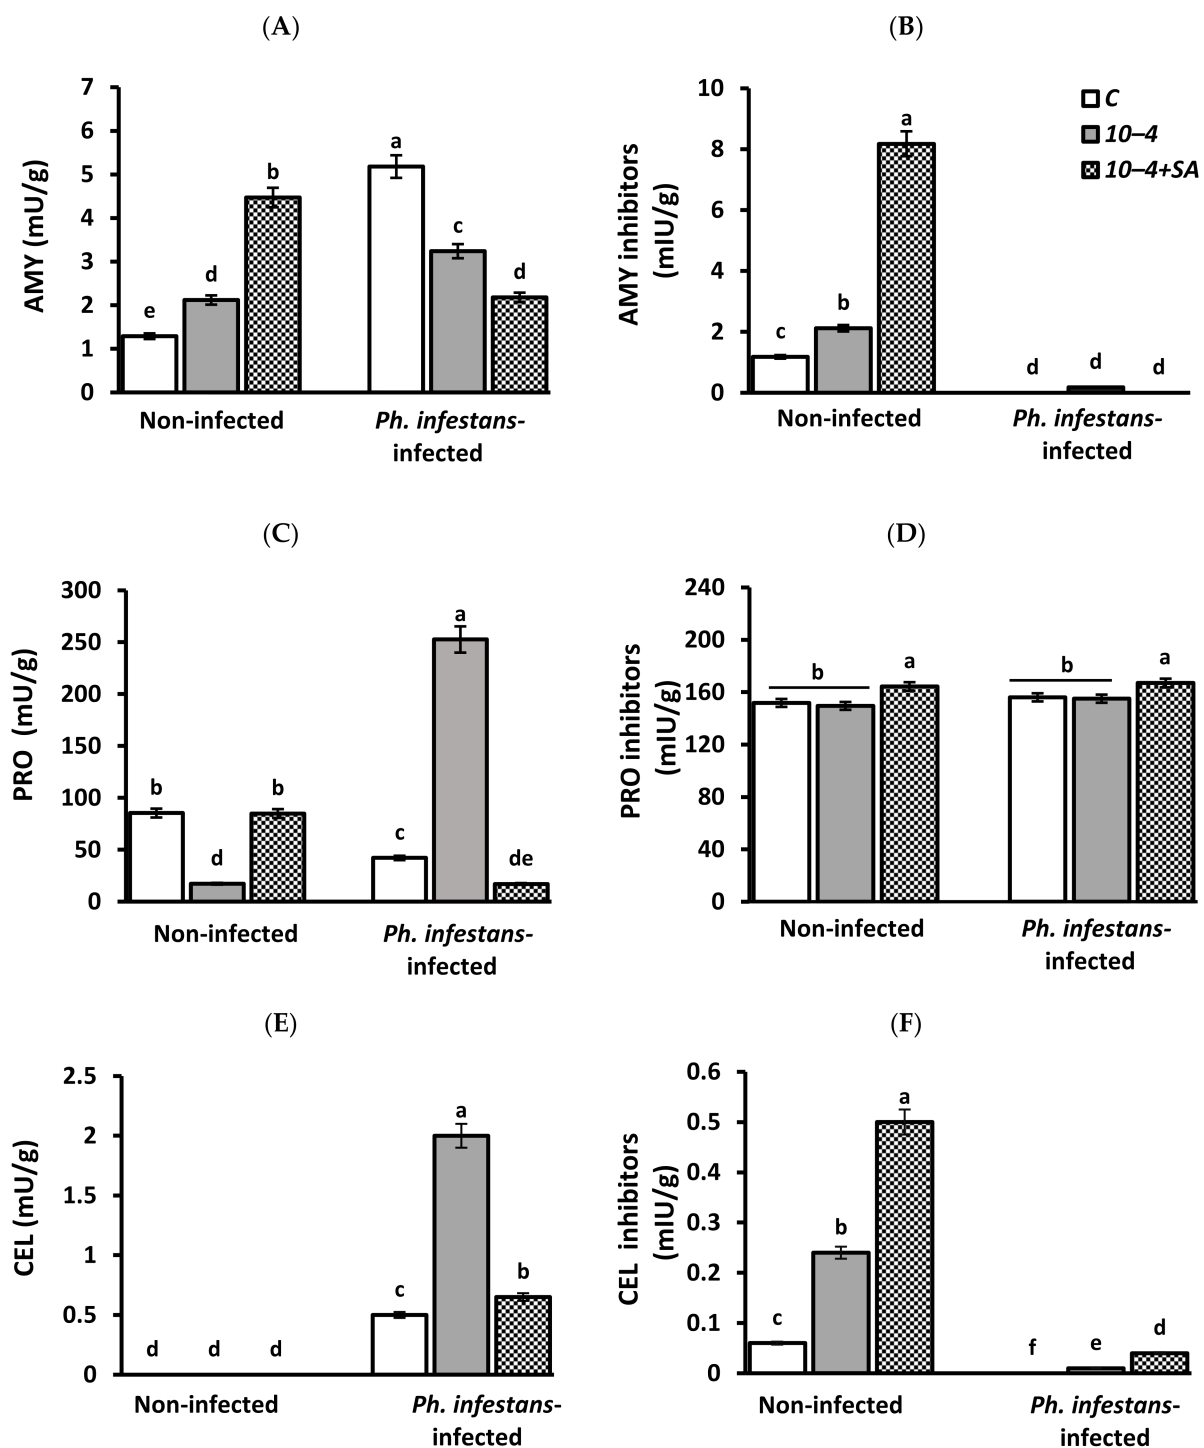 (A)
AMY (mU/g)
7
6
5
4
3
2
1
0
e
d
b
a
c
d
Non-infected
Ph. infestans-
infected
(B)
AMY inhibitors
(mIU/g)
10
8
6
4
2
0
c
b
a
d
d
d
C
10–4
10–4+SA
Non-infected
Ph. infestans-
infected
(C)
PRO (mU/g)
300
250
200
150
100
50
0
b
d
b
c
a
de
Non-infected
Ph. infestans-
infected
(D)
PRO inhibitors
(mIU/g)
240
200
160
120
80
40
0
b
a
b
a
Non-infected
Ph. infestans-
infected
(E)
CEL (mU/g)
2.5
2
1.5
1
0.5
0
d
d
d
c
a
b
Non-infected
Ph. infestans-
infected
(F)
CEL inhibitors
(mIU/g)
0.6
0.5
0.4
0.3
0.2
0.1
0
c
b
a
f
e
d
Non-infected
Ph. infestans-
infected